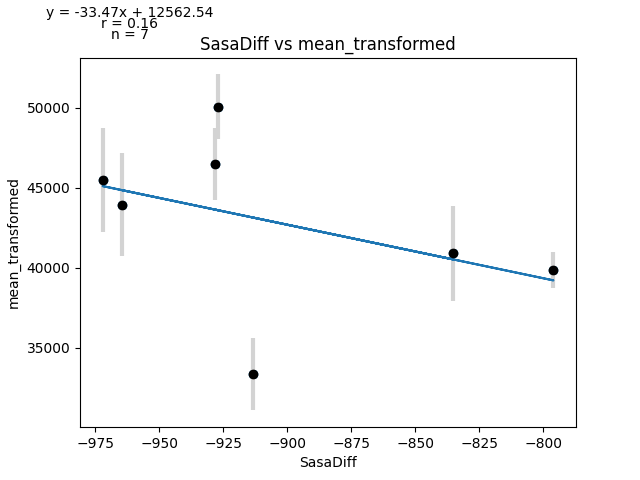 y = -33.47x + 12562.54
r = 0.16
n = 7
SasaDiff vs mean_transformed
mean_transformed
50000
45000
40000
35000
−975
−950
−925
−900
−875
−850
−825
−800
SasaDiff